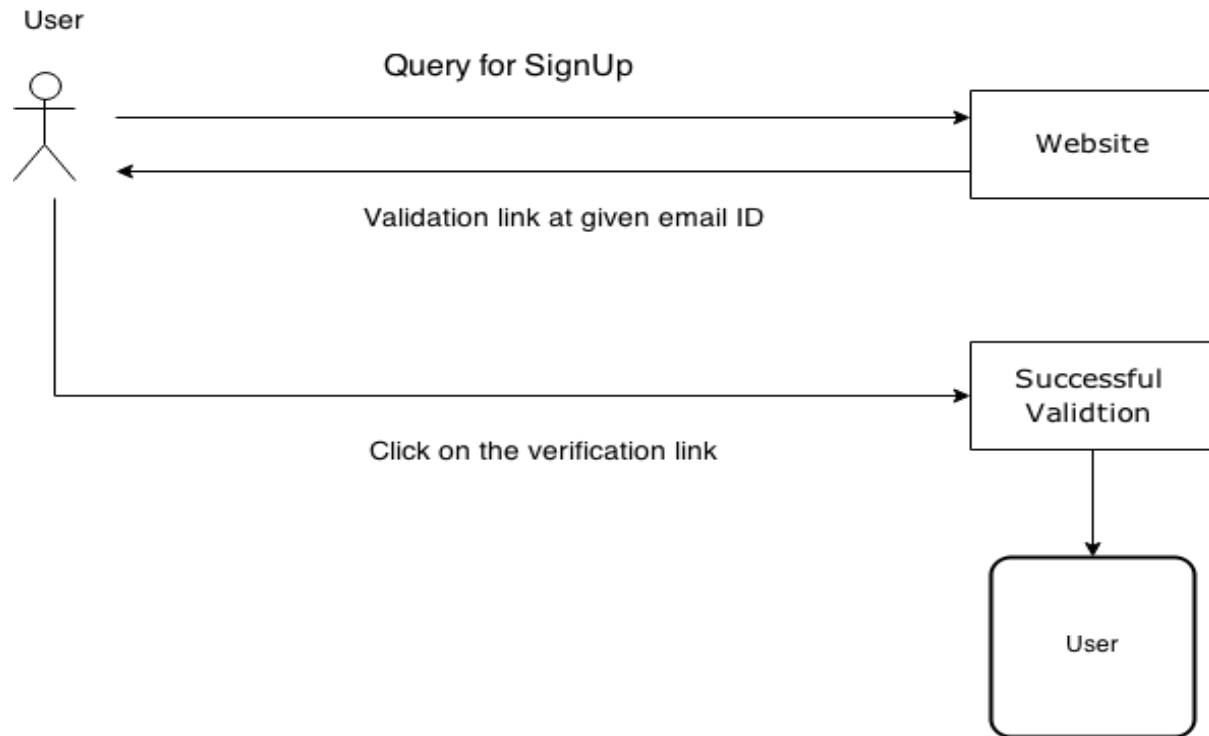 User
Query for SignUp
Website
Validation link at given email ID
Successful
Validtion
Click on the verification link
User